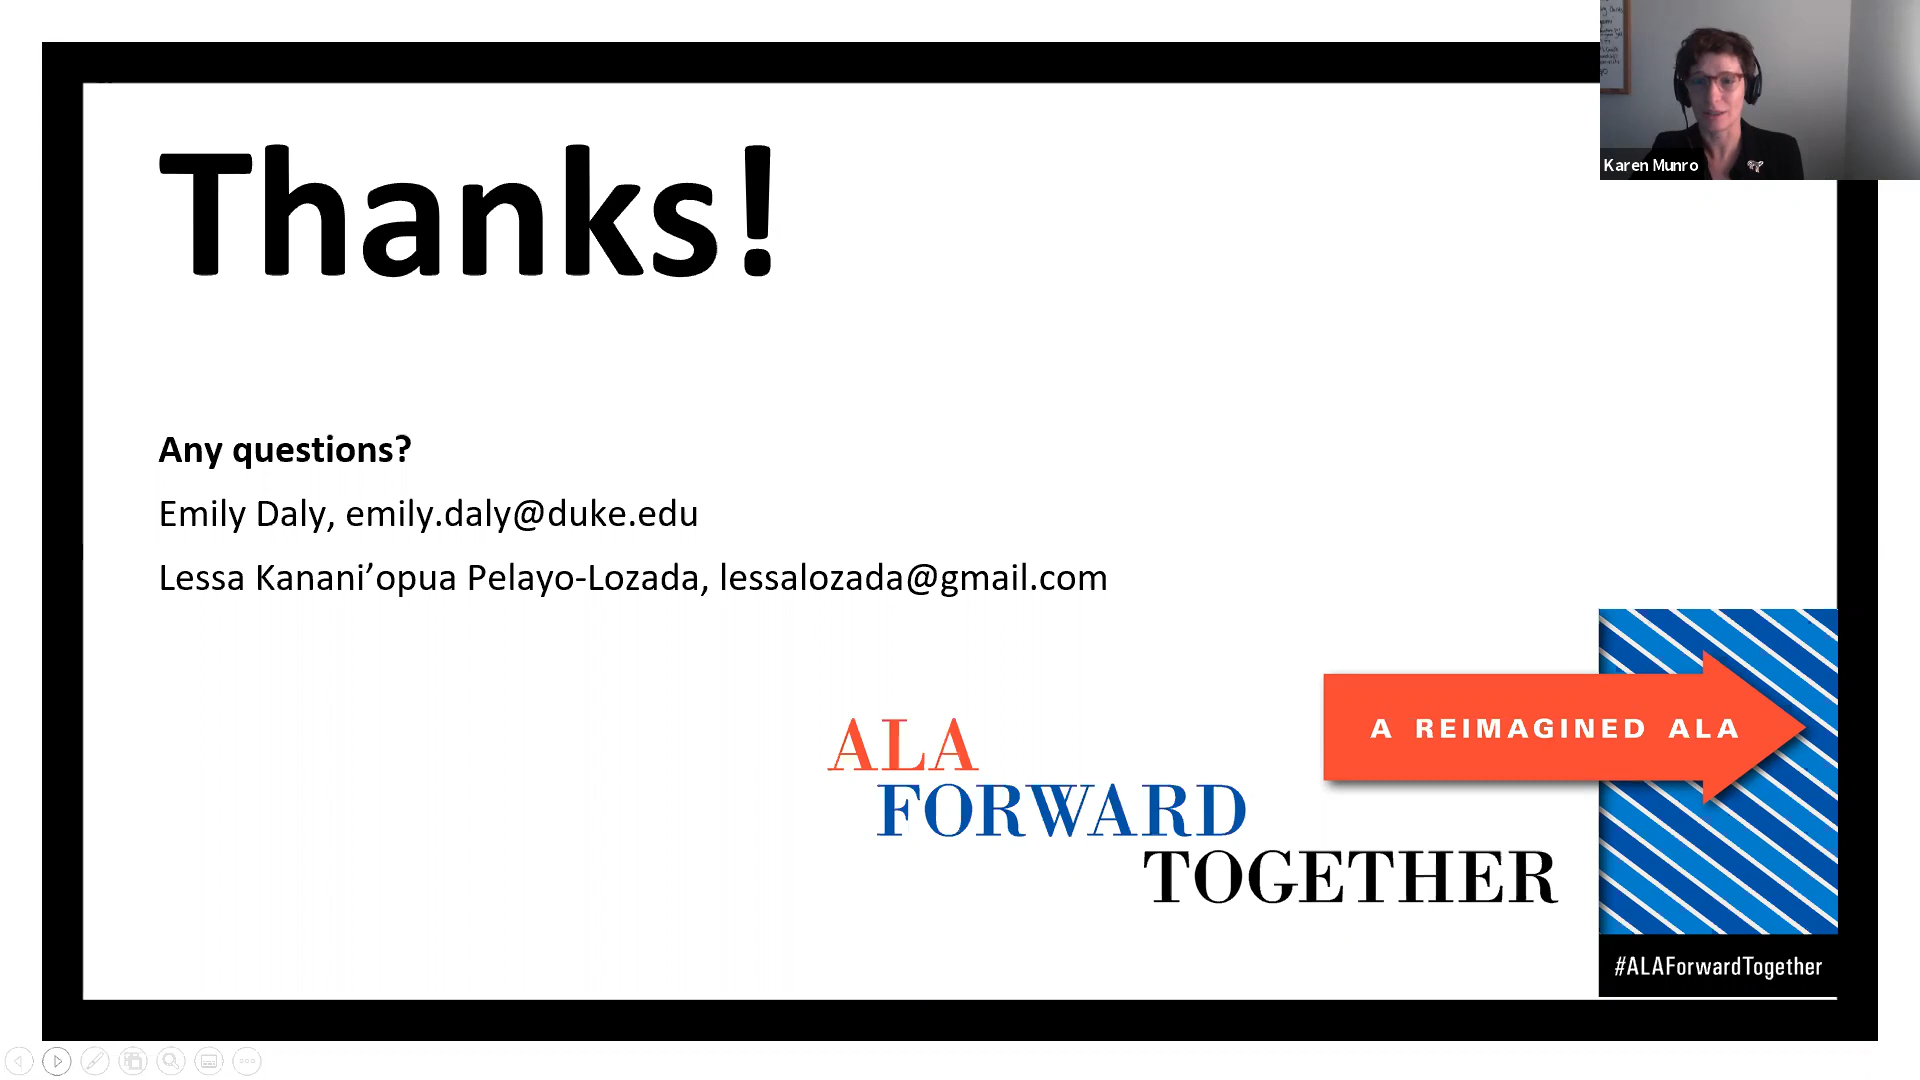 Thanks!
Karen Munro
Any questions?
Emily Daly, emily.daly@duke.edu
Lessa Kanani’opua Pelayo-Lozada, lessalozada@gmail.com
A REIMAGINED ALA
ALA
FORWARD
TOGETHER
#ALAForwardTogether